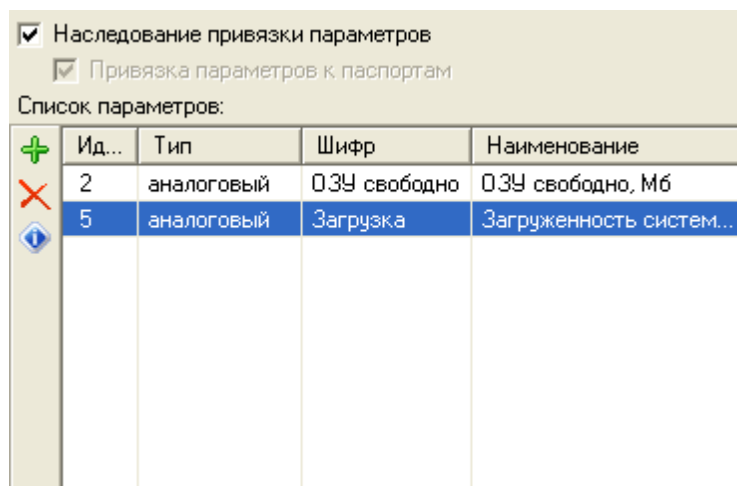 Наследование привязки параметров
Привязка параметров к паспортам
Список параметров:
Ид... Тип Шифр Наименование
2 аналоговый ОЗУ свободно ОЗУ свободно, Мб
5 аналоговый Загрузка Загруженность систем...